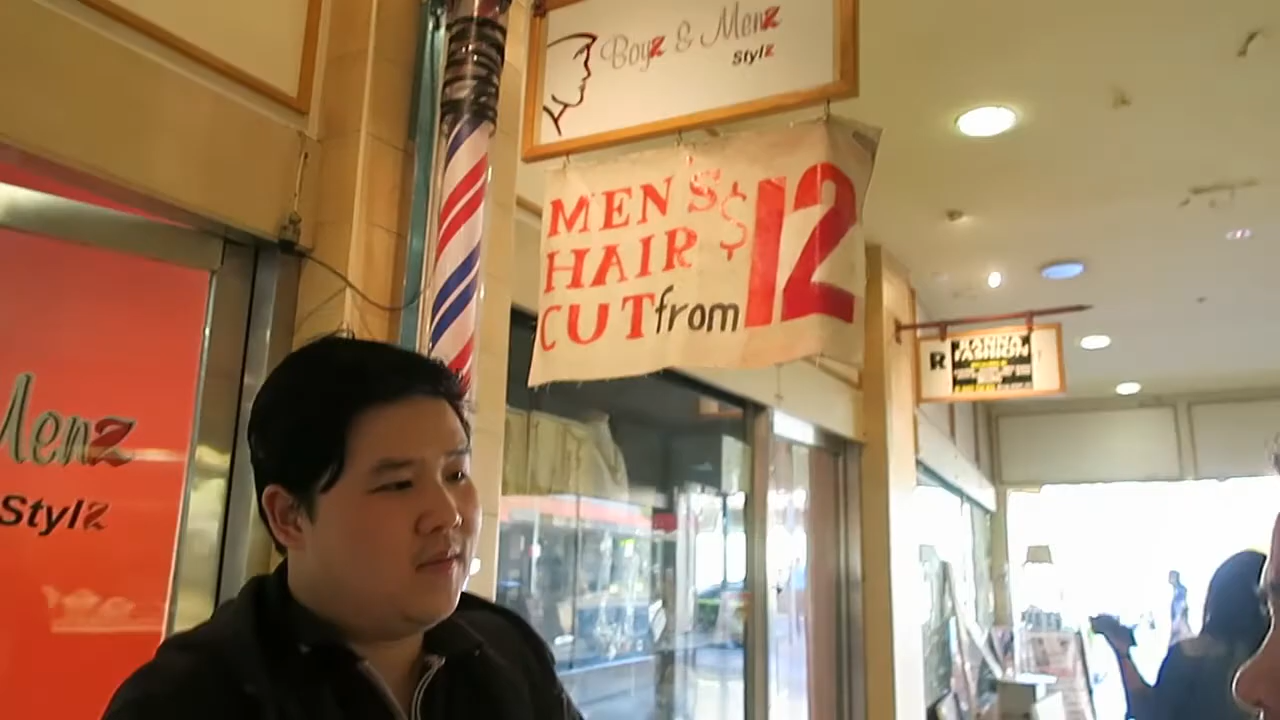 Boyz & Menz
Stylz
MEN'S
HAIR
CUT from
$12
Menz
Stylz
R
FASHION